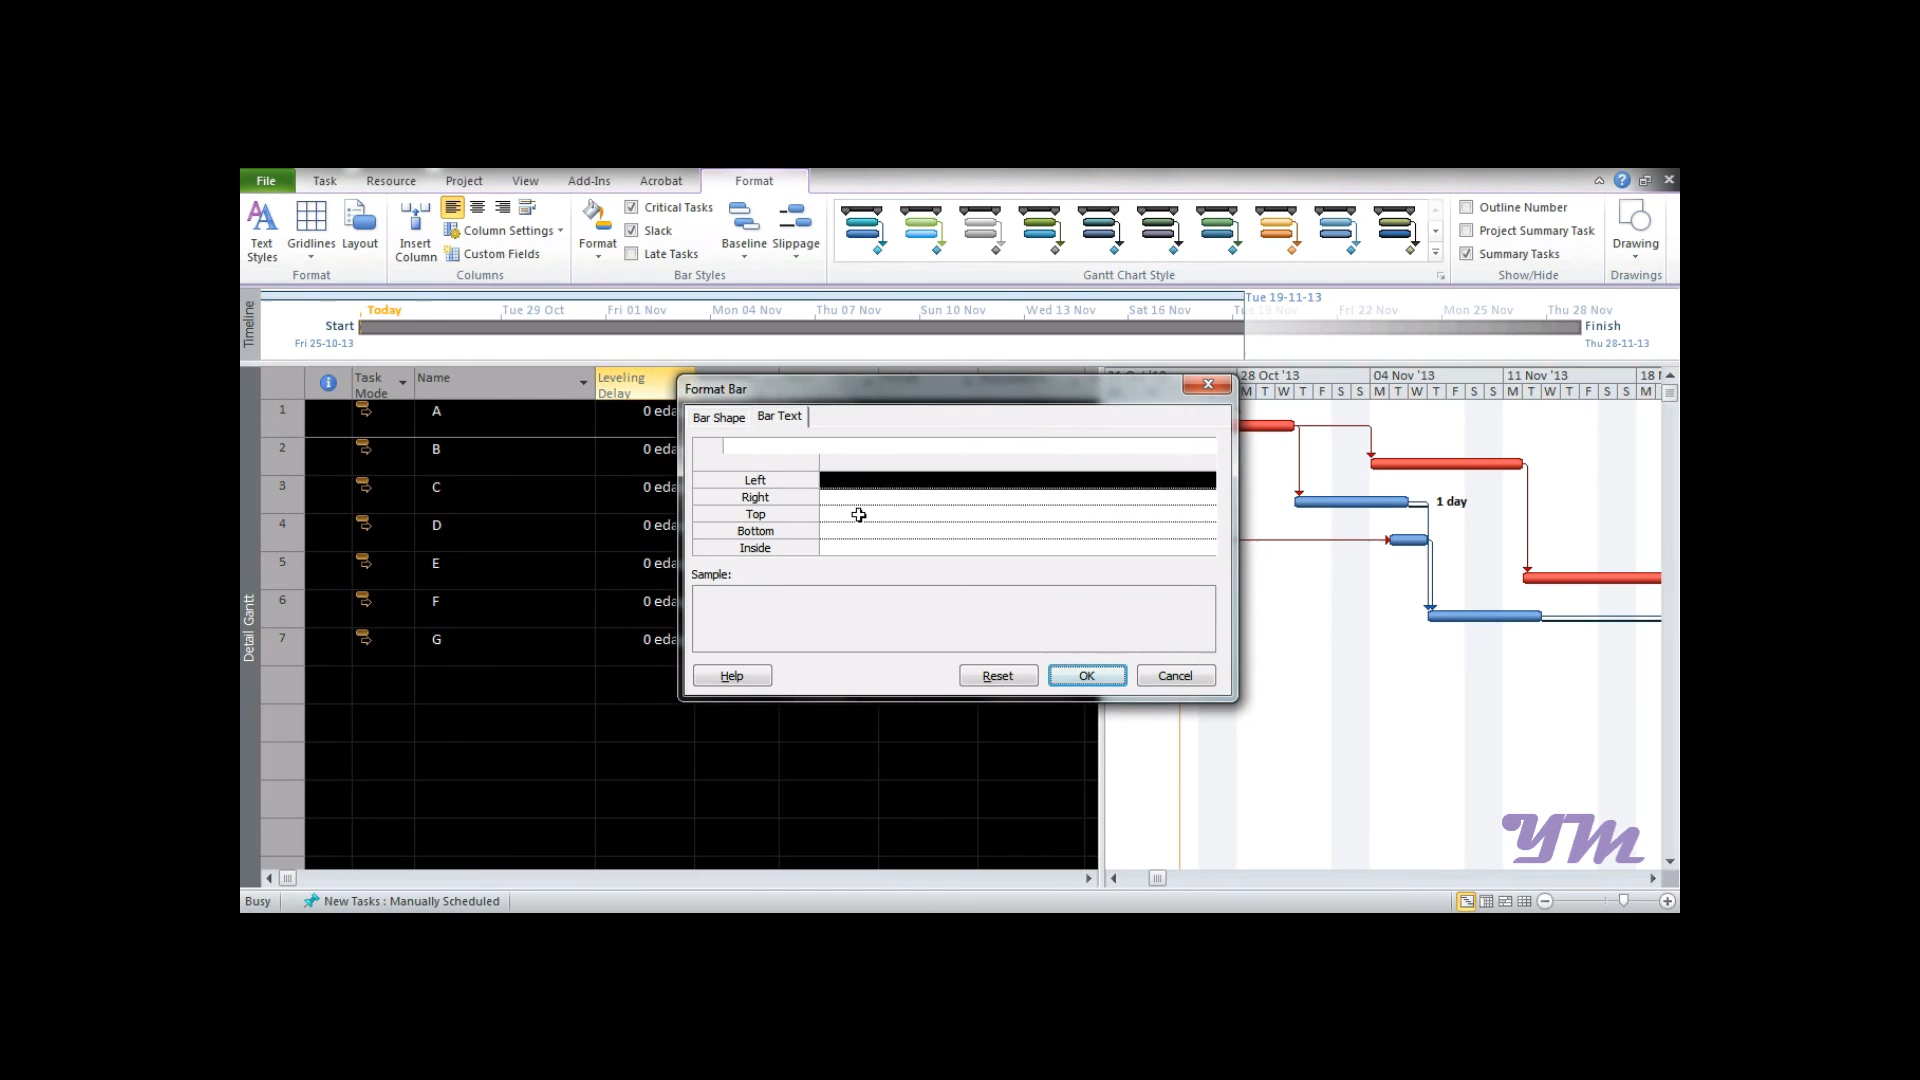 File Task Resource Project View Add-Ins Acrobat Format
Text Styles
Gridlines
Layout
Format
Insert Column
Column Settings
Custom Fields
Columns
Format
Critical Tasks
Slack
Late Tasks
Baseline
Slippage
Bar Styles
Gantt Chart Style
Outline Number
Project Summary Task
Summary Tasks
Show/Hide
Drawing
Drawings
Timeline
Tue 19-11-13
Today Tue 29 Oct Fri 01 Nov Mon 04 Nov Thu 07 Nov Sun 10 Nov Wed 13 Nov Sat 16 Nov Tue 19 Nov Fri 22 Nov Mon 25 Nov Thu 28 Nov
Start Finish
Fri 25-10-13 Thu 28-11-13
Task Mode Name Leveling Delay
28 Oct '13 04 Nov '13 11 Nov '13 18
M T W T F S S M T W T F S S M T W T F S S M
1 A 0 eda
2 B 0 eda
3 C 0 eda
4 D 0 eda
5 E 0 eda
6 F 0 eda
7 G 0 eda
Detail Gantt
Format Bar
Bar Shape Bar Text
Left
Right
Top
Bottom
Inside
Sample:
Help Reset OK Cancel
1 day
YM
Busy New Tasks : Manually Scheduled